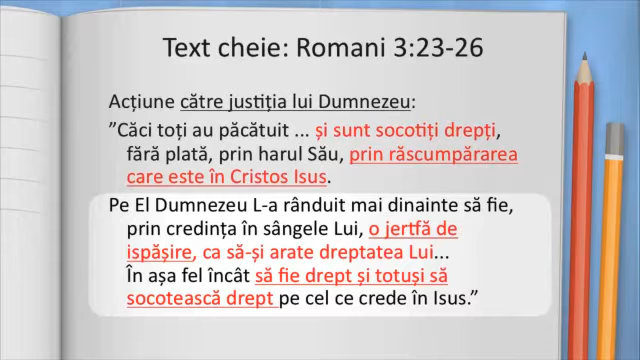 Text cheie: Romani 3:23-26
Acțiune către justiția lui Dumnezeu:
”Căci toți au păcătuit ... și sunt socotiți drepți,
fără plată, prin harul Său, prin răscumpărarea
care este în Cristos Isus.
Pe El Dumnezeu L-a rânduit mai dinainte să fie,
prin credința în sângele Lui, o jertfă de
ispășire, ca să-și arate dreptatea Lui...
În așa fel încât să fie drept și totuși să
socotească drept pe cel ce crede în Isus.”